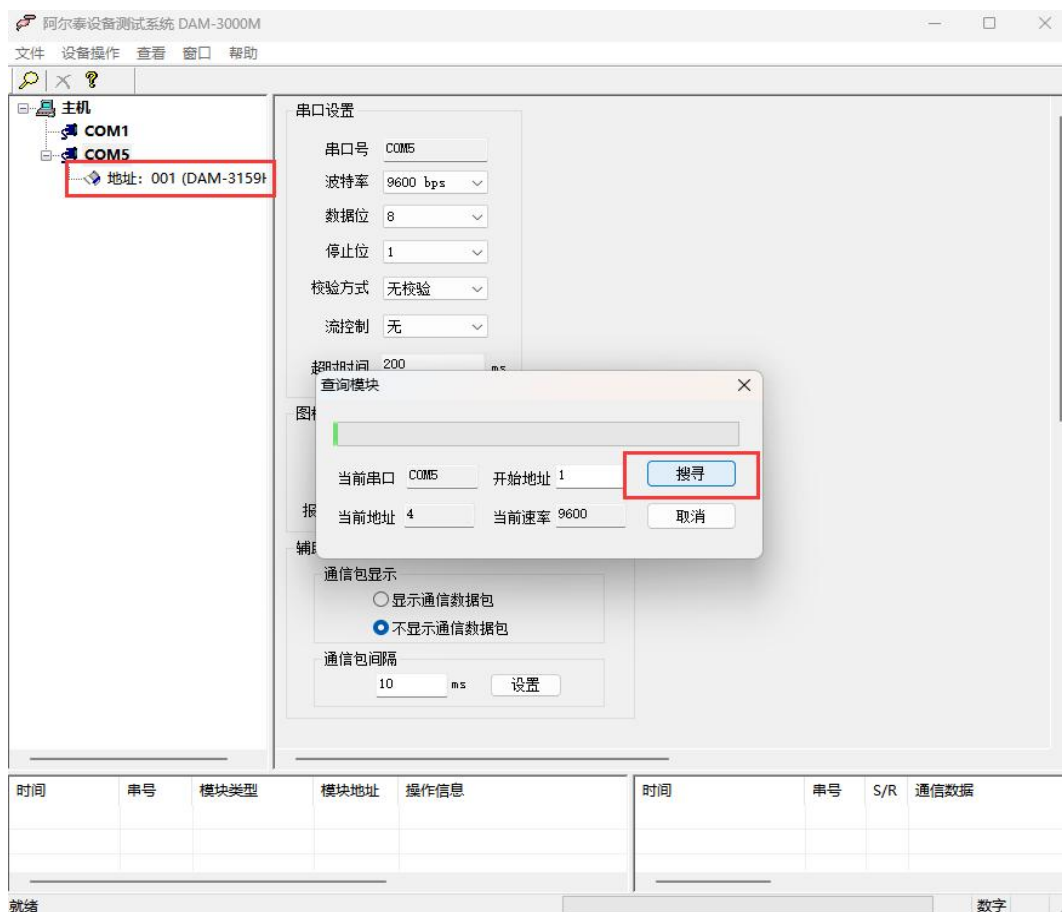 阿尔泰设备测试系统 DAM-3000M
文件 设备操作 查看 窗口 帮助
主机
COM1
COM5
地址：001 (DAM-3159H
串口设置
串口号 COM5
波特率 9600 bps
数据位 8
停止位 1
校验方式 无校验
流控制 无
超时时间 200 ms
查询模块
当前串口 COM5 开始地址 1 搜寻
当前地址 4 当前速率 9600 取消
通信包显示
显示通信数据包
不显示通信数据包
通信包间隔
10 ms 设置
时间 串号 模块类型 模块地址 操作信息
时间 串号 S/R 通信数据
就绪 数字